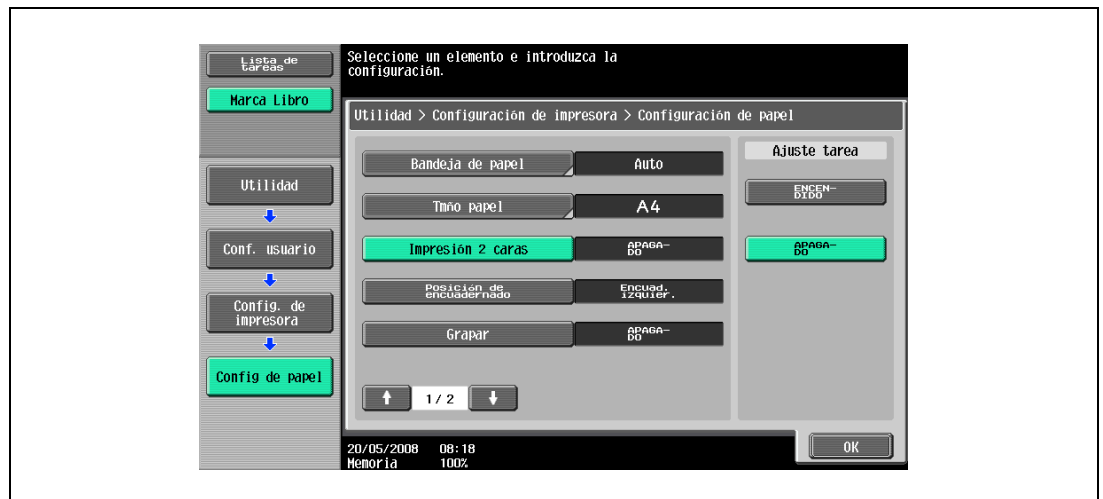 Lista de
tareas
Marca Libro
Utilidad
Conf. usuario
Config. de
impresora
Config de papel
Seleccione un elemento e introduzca la
configuración.
Utilidad > Configuración de impresora > Configuración de papel
Bandeja de papel
Auto
Tmño papel
A4
Impresión 2 caras
APAGA-
DO
Posición de
encuadernado
Encuad.
izquier.
Grapar
APAGA-
DO
1/2
Ajuste tarea
ENCEN-
DIDO
APAGA-
DO
20/05/2008 08:18
Memoria 100%
OK